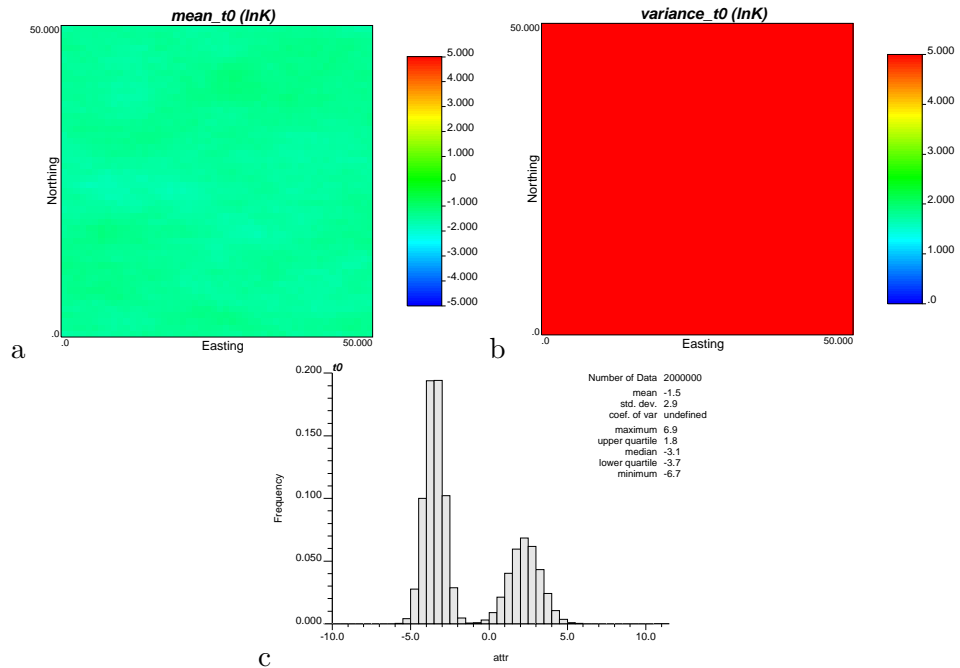 mean_t0 (lnK)
50.000
Northing
.0
.0
Easting
50.000
5.000
4.000
3.000
2.000
1.000
.0
-1.000
-2.000
-3.000
-4.000
-5.000
a
variance_t0 (lnK)
50.000
Northing
.0
.0
Easting
50.000
5.000
4.000
3.000
2.000
1.000
.0
b
t0
Frequency
0.200
0.150
0.100
0.050
0.000
-10.0
-5.0
0.0
5.0
10.0
attr
Number of Data 2000000
mean -1.5
std. dev. 2.9
coef. of var undefined
maximum 6.9
upper quartile 1.8
median -3.1
lower quartile -3.7
minimum -6.7
c